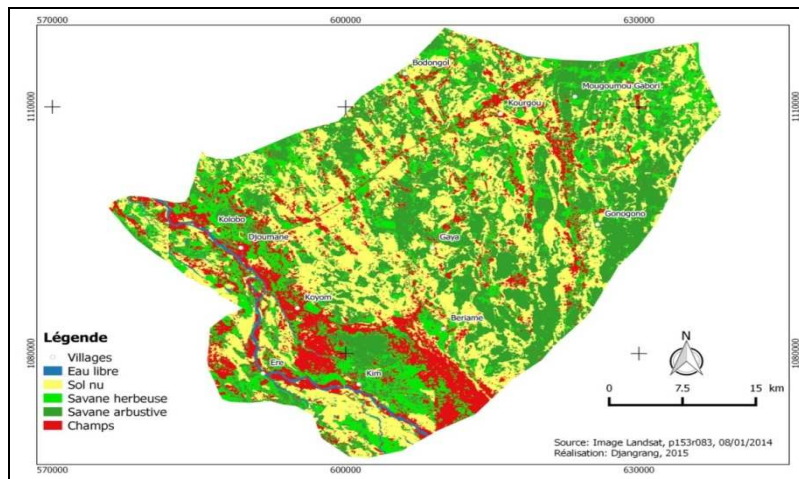 570000 600000 630000
1110000
1110000
Bodongol
Mougoumou Gabori
Kourgou
Gonogono
Kolobo
Djoumane
Gaya
Koyom
Beriame
Ere
Kim
1080000
1080000
Légende
Villages
Eau libre
Sol nu
Savane herbeuse
Savane arbustive
Champs
N
0 7.5 15 km
Source: Image Landsat, p153r083, 08/01/2014
Réalisation: Djangrang, 2015
570000 600000 630000